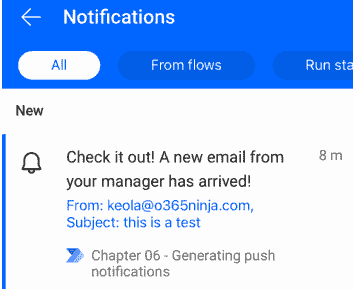 Notifications
All From flows Run sta
New
Check it out! A new email from 8 m
your manager has arrived!
From: keola@o365ninja.com,
Subject: this is a test
Chapter 06 - Generating push
notifications